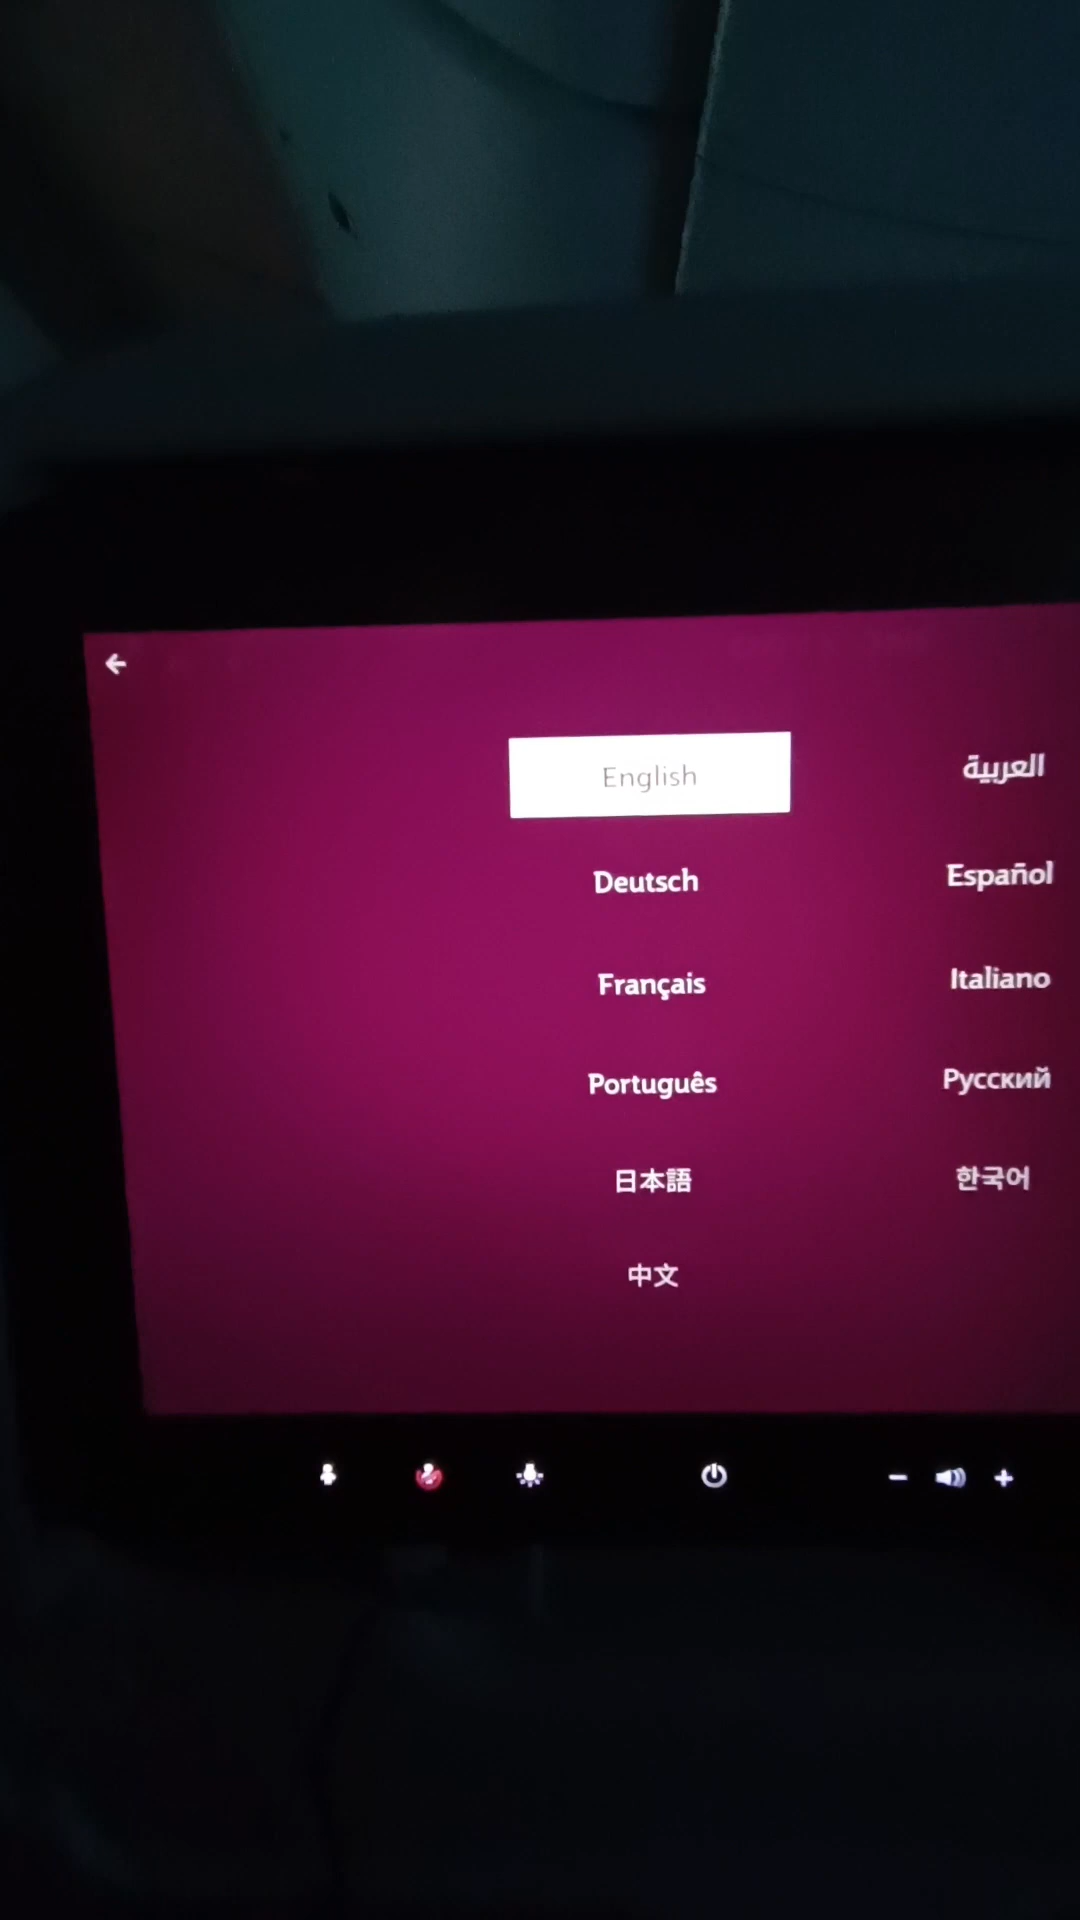 English العربية
Deutsch Español
Français Italiano
Português Русский
日本語 한국어
中文